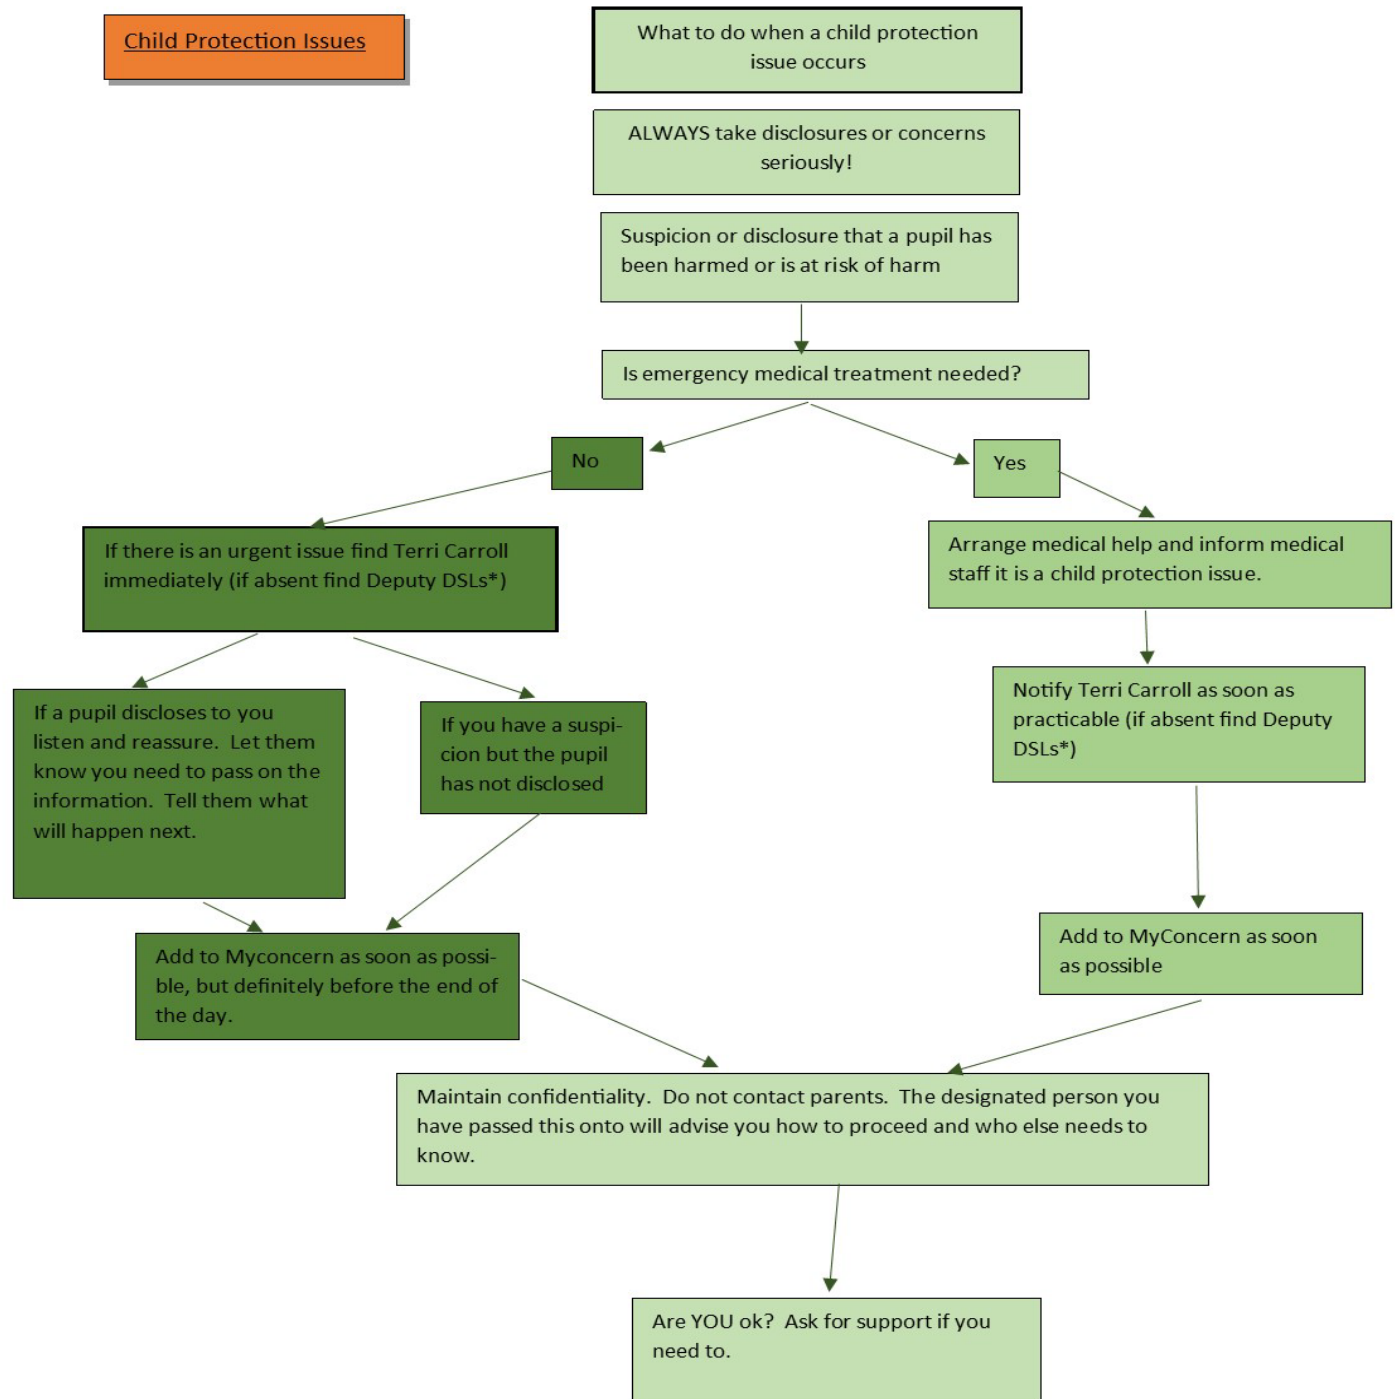 Child Protection Issues
What to do when a child protection
issue occurs
ALWAYS take disclosures or concerns
seriously!
Suspicion or disclosure that a pupil has
been harmed or is at risk of harm
Is emergency medical treatment needed?
No
Yes
If there is an urgent issue find Terri Carroll
immediately (if absent find Deputy DSLs*)
Arrange medical help and inform medical
staff it is a child protection issue.
If a pupil discloses to you
listen and reassure.  Let them
know you need to pass on the
information.  Tell them what
will happen next.
If you have a suspi-
cion but the pupil
has not disclosed
Notify Terri Carroll as soon as
practicable (if absent find Deputy
DSLs*)
Add to Myconcern as soon as possi-
ble, but definitely before the end of
the day.
Add to MyConcern as soon
as possible
Maintain confidentiality.  Do not contact parents.  The designated person you
have passed this onto will advise you how to proceed and who else needs to
know.
Are YOU ok?  Ask for support if you
need to.